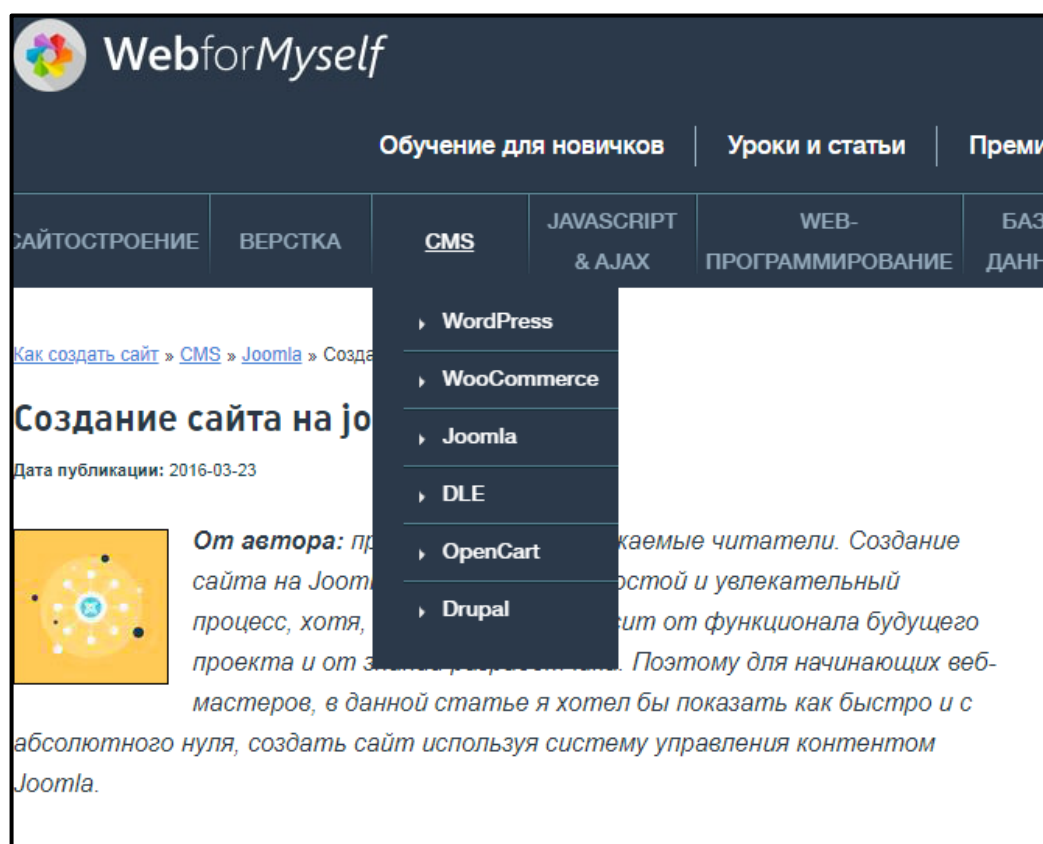 WebforMyself
Обучение для новичков Уроки и статьи
САЙТОСТРОЕНИЕ ВЕРСТКА CMS JAVASCRIPT & AJAX WEB-ПРОГРАММИРОВАНИЕ
WordPress
WooCommerce
Joomla
DLE
OpenCart
Drupal
Как создать сайт » CMS » Joomla »
Создание сайта на
Дата публикации: 2016-03-23
От автора: читатели. Создание
сайта на и увлекательный
процесс, хотя, от функционала будущего
проекта и от Поэтому для начинающих веб-
мастеров, в данной статье я хотел бы показать как быстро и с
абсолютного нуля, создать сайт используя систему управления контентом
Joomla.